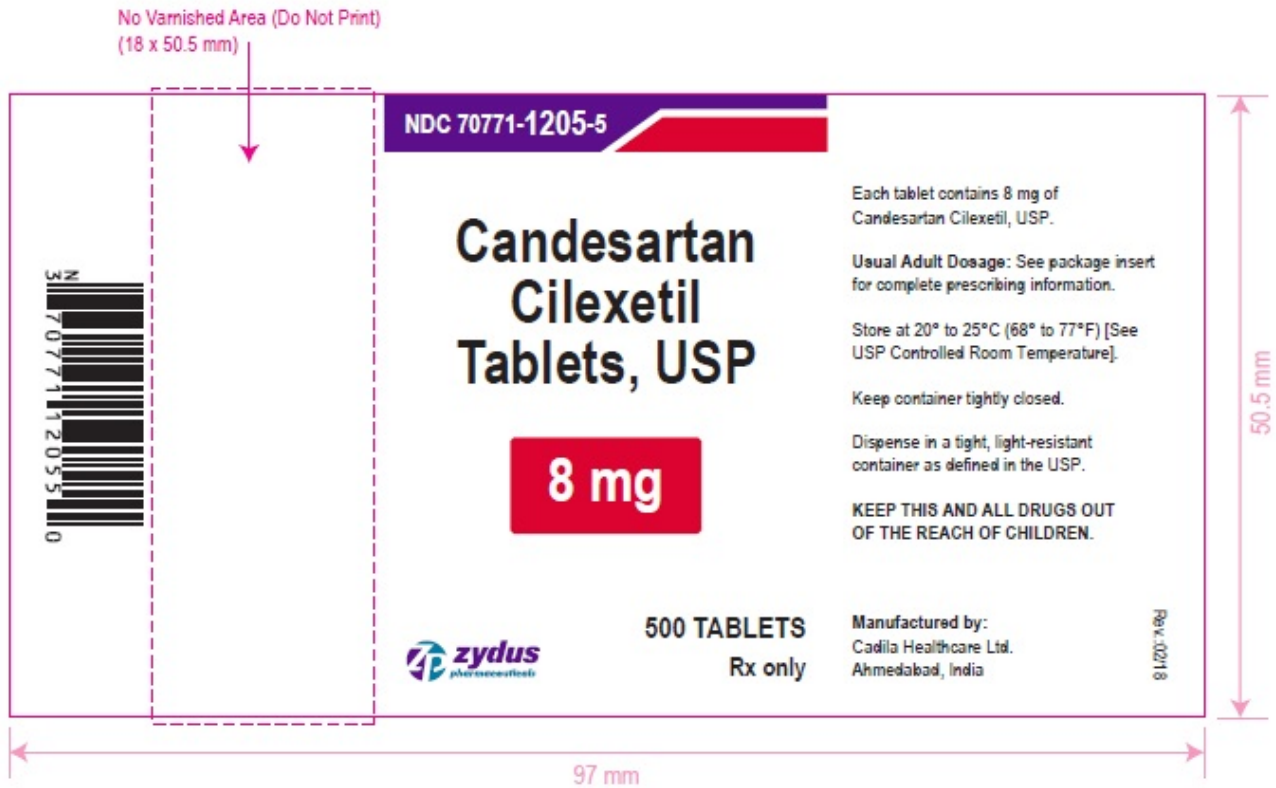 No Varnished Area (Do Not Print)
(18 x 50.5 mm)
NDC 70771-1205-5
Candesartan
Cilexetil
Tablets, USP
8 mg
500 TABLETS
Rx only
zydus
pharmaceuticals
Each tablet contains 8 mg of
Candesartan Cilexetil, USP.
Usual Adult Dosage: See package insert
for complete prescribing information.
Store at 20° to 25°C (68° to 77°F) [See
USP Controlled Room Temperature].
Keep container tightly closed.
Dispense in a tight, light-resistant
container as defined in the USP.
KEEP THIS AND ALL DRUGS OUT
OF THE REACH OF CHILDREN.
Manufactured by:
Cadila Healthcare Ltd.
Ahmedabad, India
Rev.:02/18
N
3 70771 12055 0
50.5 mm
97 mm